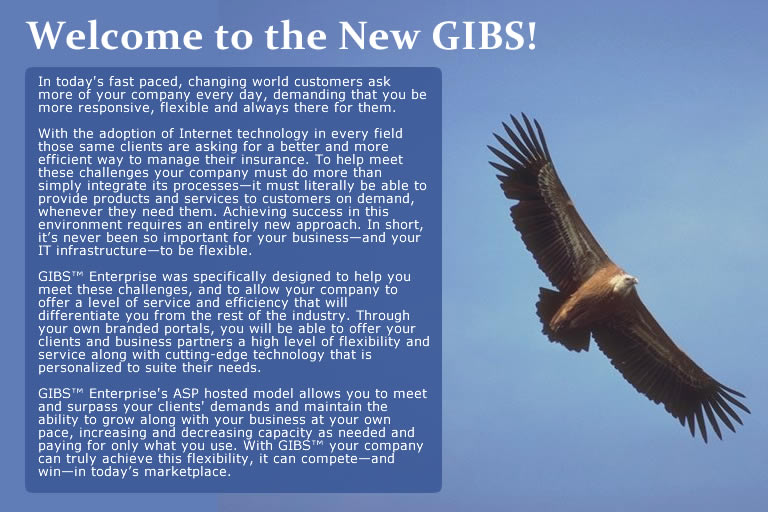 Welcome to the New GIBS!
In today's fast paced, changing world customers ask
more of your company every day, demanding that you be
more responsive, flexible and always there for them.
With the adoption of Internet technology in every field
those same clients are asking for a better and more
efficient way to manage their insurance. To help meet
these challenges your company must do more than
simply integrate its processes—it must literally be able to
provide products and services to customers on demand,
whenever they need them. Achieving success in this
environment requires an entirely new approach. In short,
it's never been so important for your business—and your
IT infrastructure—to be flexible.
GIBS™ Enterprise was specifically designed to help you
meet these challenges, and to allow your company to
offer a level of service and efficiency that will
differentiate you from the rest of the industry. Through
your own branded portals, you will be able to offer your
clients and business partners a high level of flexibility and
service along with cutting-edge technology that is
personalized to suite their needs.
GIBS™ Enterprise's ASP hosted model allows you to meet
and surpass your clients' demands and maintain the
ability to grow along with your business at your own
pace, increasing and decreasing capacity as needed and
paying for only what you use. With GIBS™ your company
can truly achieve this flexibility, it can compete—and
win—in today's marketplace.